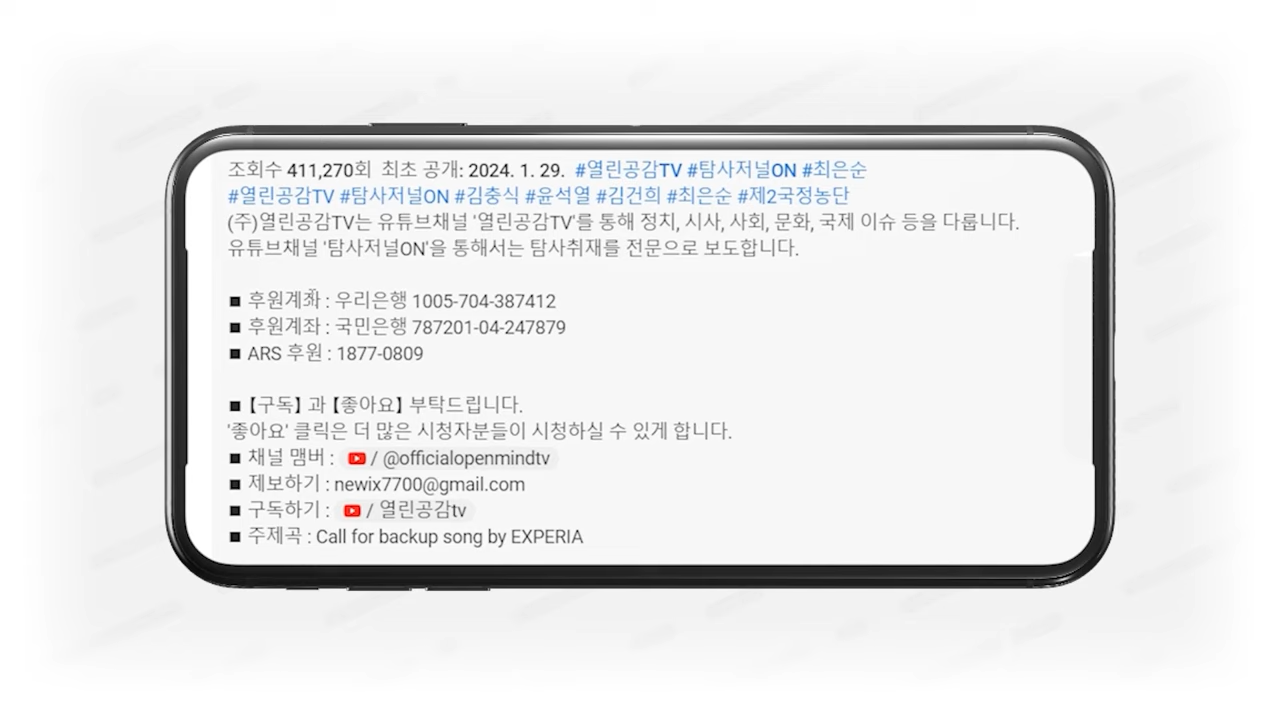 조회수 411,270회 최초 공개: 2024. 1. 29. #열린공감TV #탐사저널ON #최은순
#열린공감TV #탐사저널ON #김충식 #윤석열 #김건희 #최은순 #제2국정농단
(주)열린공감TV는 유튜브채널 '열린공감TV'를 통해 정치, 시사, 사회, 문화, 국제 이슈 등을 다룹니다.
유튜브채널 '탐사저널ON'을 통해서는 탐사취재를 전문으로 보도합니다.
■ 후원계좌 : 우리은행 1005-704-387412
■ 후원계좌 : 국민은행 787201-04-247879
■ ARS 후원 : 1877-0809
■【구독】과【좋아요】부탁드립니다.
'좋아요' 클릭은 더 많은 시청자분들이 시청하실 수 있게 합니다.
■ 채널 맴버 : / @officialopenmindtv
■ 제보하기 : newix7700@gmail.com
■ 구독하기 : / 열린공감tv
■ 주제곡 : Call for backup song by EXPERIA